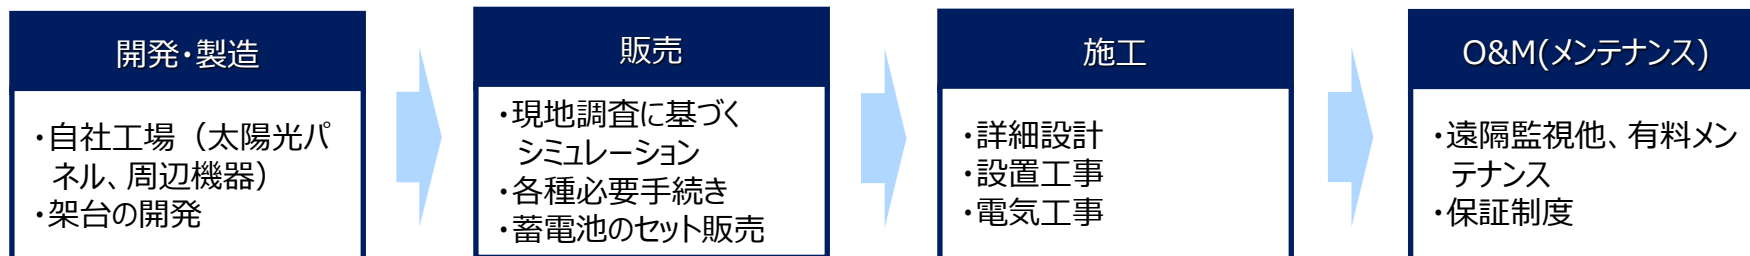 開発・製造
・自社工場（太陽光パ
ネル、周辺機器）
・架台の開発
販売
・現地調査に基づく
シミュレーション
・各種必要手続き
・蓄電池のセット販売
施工
・詳細設計
・設置工事
・電気工事
O&M(メンテナンス)
・遠隔監視他、有料メン
テナンス
・保証制度